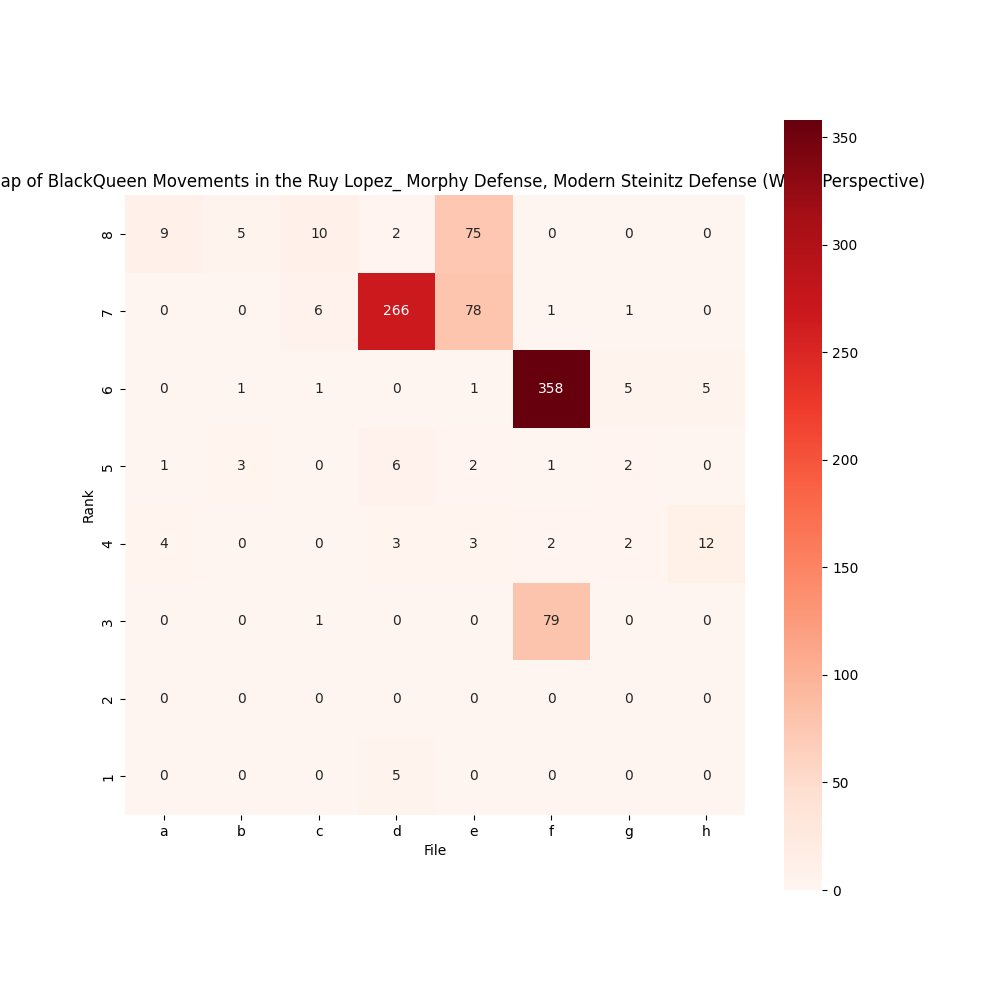 ap of BlackQueen Movements in the Ruy Lopez_ Morphy Defense, Modern Steinitz Defense (W Perspective)
350
300
250
200
150
100
50
0
Rank
8 9 5 10 2 75 0 0 0
7 0 0 6 266 78 1 1 0
6 0 1 1 0 1 358 5 5
5 1 3 0 6 2 1 2 0
4 4 0 0 3 3 2 2 12
3 0 0 1 0 0 79 0 0
2 0 0 0 0 0 0 0 0
1 0 0 0 5 0 0 0 0
a b c d e f g h
File